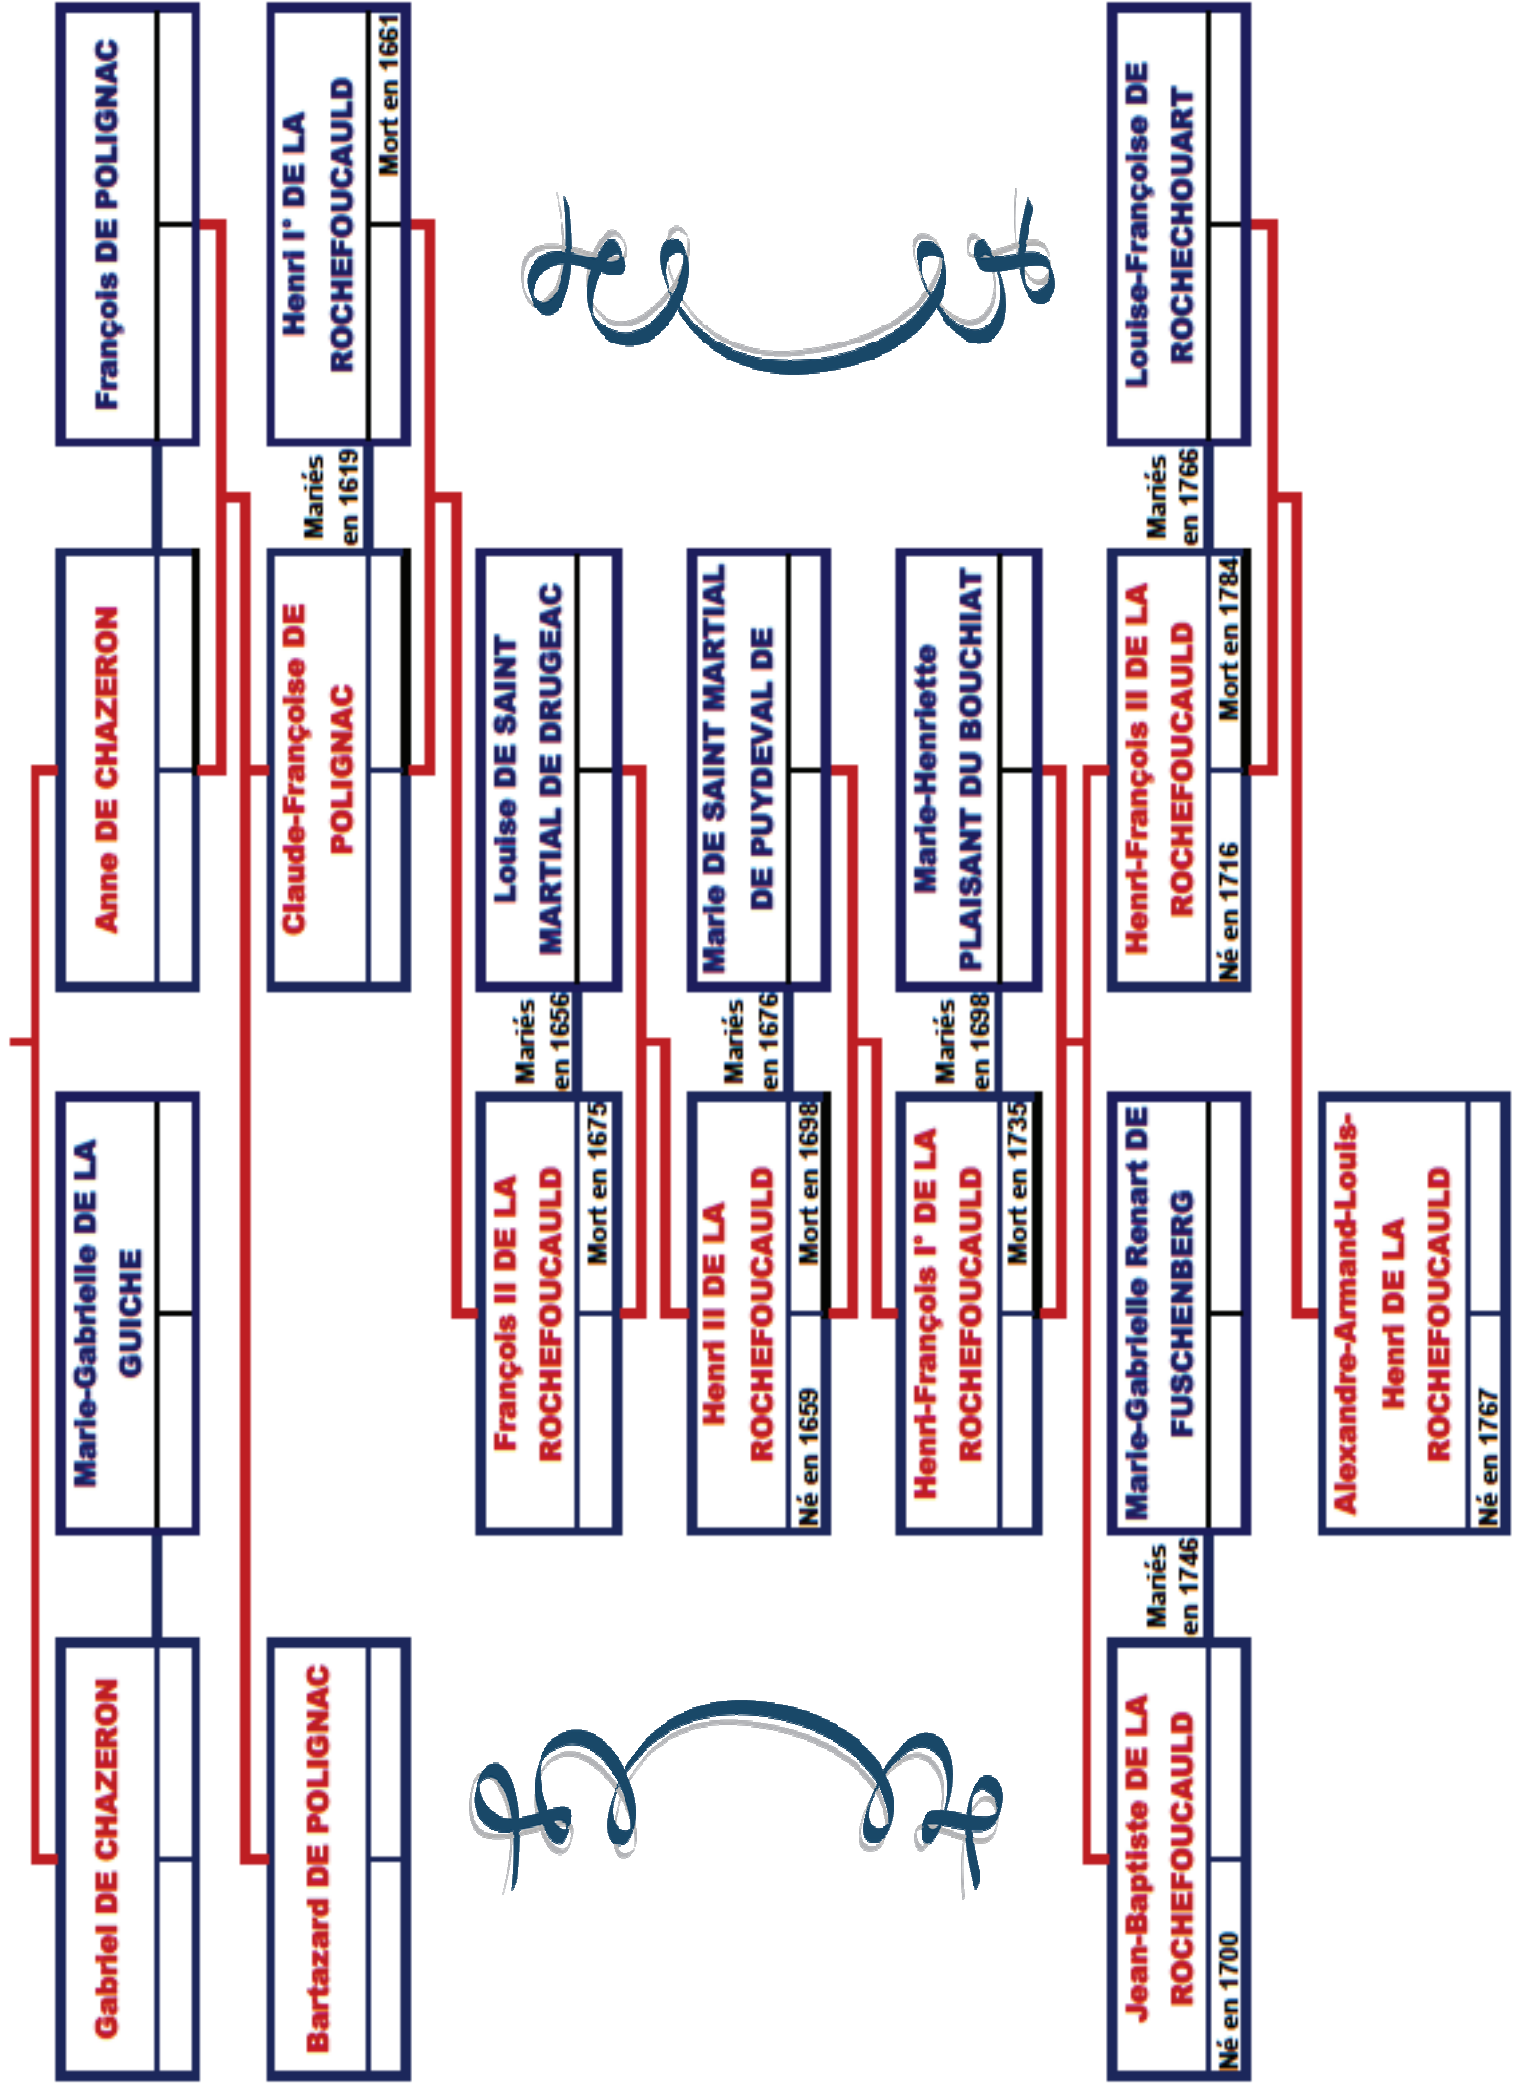 Gabriel DE CHAZERON
Marie-Gabrielle DE LA
GUICHE
Anne DE CHAZERON
François DE POLIGNAC
Bartazard DE POLIGNAC
Claude-Françoise DE
POLIGNAC
Mariés
en 1619
Henri I° DE LA
ROCHEFOUCAULD
Mort en 1661
François II DE LA
ROCHEFOUCAULD
Mort en 1675
Mariés
en 1656
Louise DE SAINT
MARTIAL DE DRUGEAC
Henri II DE LA
ROCHEFOUCAULD
Né en 1659
Mort en 1698
Mariés
en 1676
Marie DE SAINT MARTIAL
DE PUYDEVAL DE
Henri-François I° DE LA
ROCHEFOUCAULD
Mort en 1735
Mariés
en 1698
Marie-Henriette
PLAISANT DU BOUCHIAT
Jean-Baptiste DE LA
ROCHEFOUCAULD
Né en 1700
Mariés
en 1746
Marie-Gabrielle Renart DE
FUSCHENBERG
Henri-François II DE LA
ROCHEFOUCAULD
Né en 1716
Mort en 1784
Mariés
en 1766
Louise-Françoise DE
ROCHECHOUART
Alexandre-Armand-Louis-
Henri DE LA
ROCHEFOUCAULD
Né en 1767